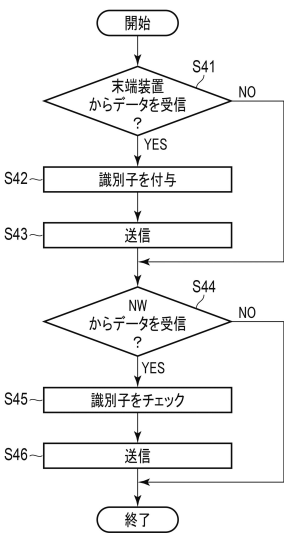 開始
S41
末端装置
からデータを受信
?
NO
YES
S42
識別子を付与
S43
送信
S44
NW
からデータを受信
?
NO
YES
S45
識別子をチェック
S46
送信
終了